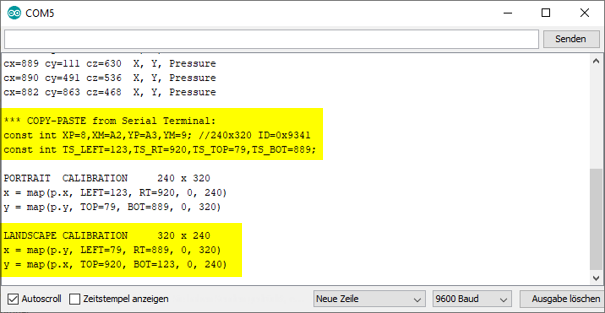 COM5
Senden
cx=889 cy=111 cz=630  X, Y, Pressure
cx=890 cy=491 cz=536  X, Y, Pressure
cx=882 cy=863 cz=468  X, Y, Pressure
*** COPY-PASTE from Serial Terminal:
const int XP=8,XM=A2,YP=A3,YM=9; //240x320 ID=0x9341
const int TS_LEFT=123,TS_RT=920,TS_TOP=79,TS_BOT=889;
PORTRAIT  CALIBRATION     240 x 320
x = map(p.x, LEFT=123, RT=920, 0, 240)
y = map(p.y, TOP=79, BOT=889, 0, 320)
LANDSCAPE CALIBRATION     320 x 240
x = map(p.y, LEFT=79, RT=889, 0, 320)
y = map(p.x, TOP=920, BOT=123, 0, 240)
Autoscroll Zeitstempel anzeigen Neue Zeile 9600 Baud Ausgabe löschen